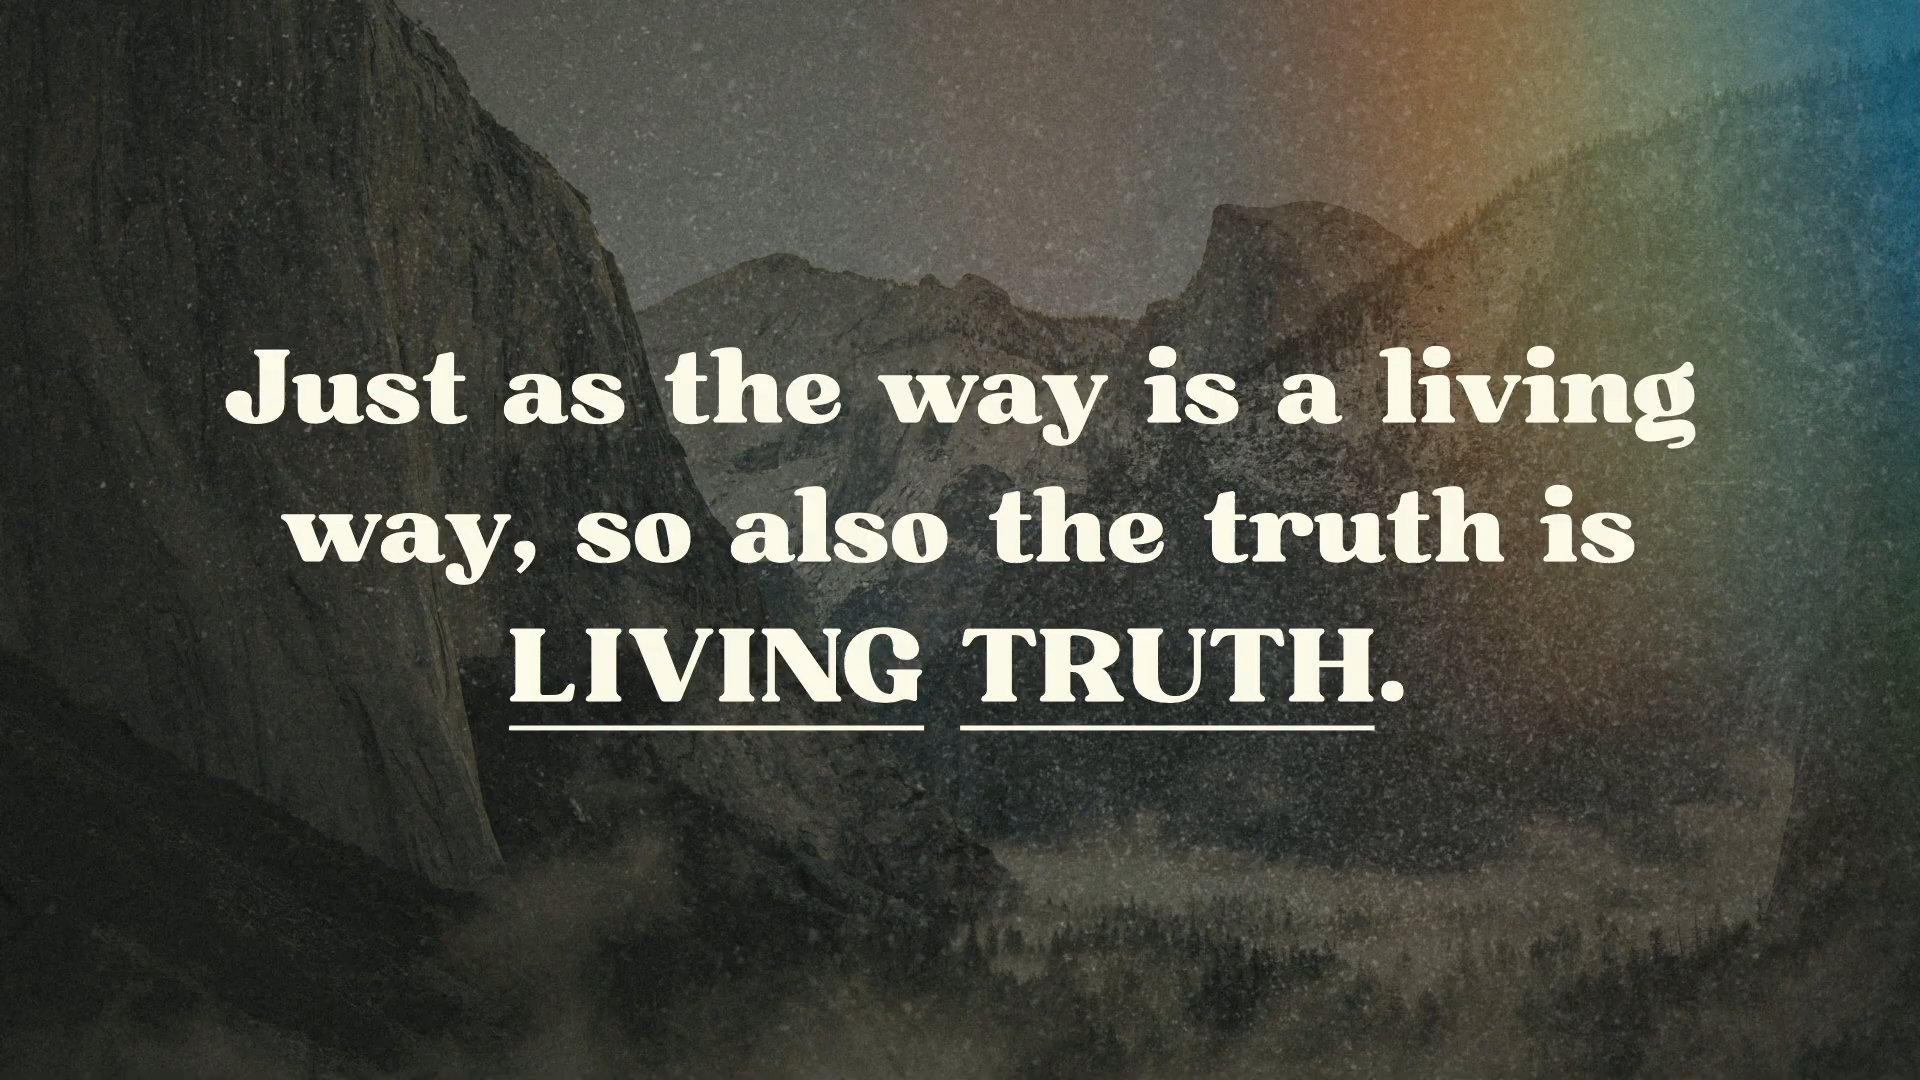 Just as the way is a living
way, so also the truth is
LIVING TRUTH.